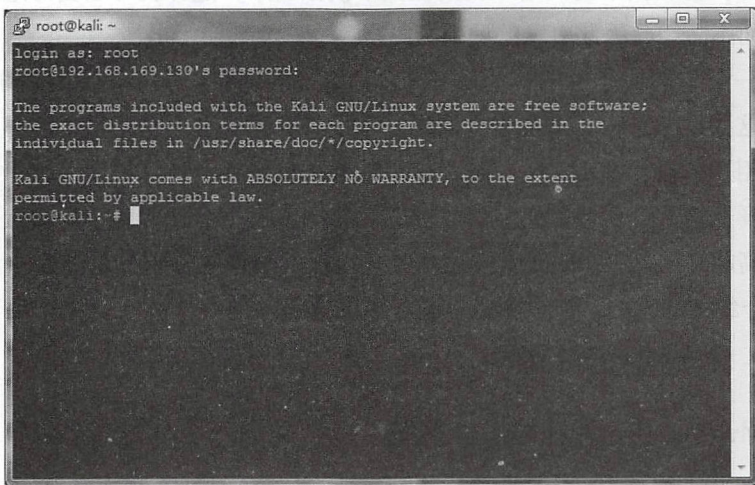 root@kali: ~
login as: root
root@192.168.169.130's password:
The programs included with the Kali GNU/Linux system are free software;
the exact distribution terms for each program are described in the
individual files in /usr/share/doc/*/copyright.
Kali GNU/Linux comes with ABSOLUTELY NO WARRANTY, to the extent
permitted by applicable law.
root@kali:~#